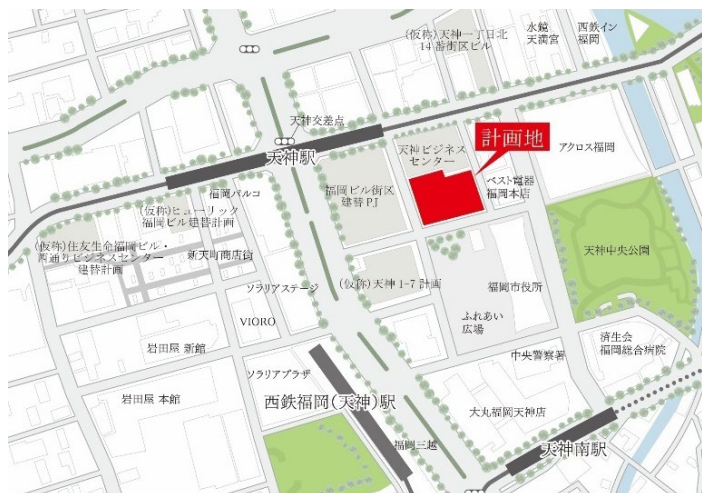 (仮称)天神一丁目北
14番街区ビル
水鏡
天満宮
西鉄イン
福岡
天神交差点
計画地
天神ビジネス
センター
アクロス福岡
天神駅
福岡パルコ
福岡ビル街区
建替PJ
ベスト電器
福岡本店
(仮称)ヒューリック
福岡ビル建替計画
(仮称)住友生命福岡ビル・
西通りビジネスセンター
建替計画
新天町商店街
天神中央公園
ソラリアステージ
(仮称)天神1-7計画
福岡市役所
VIORO
ふれあい
広場
岩田屋 新館
中央警察署
済生会
福岡総合病院
ソラリアプラザ
岩田屋 本館
西鉄福岡(天神)駅
大丸福岡天神店
福岡三越
天神南駅